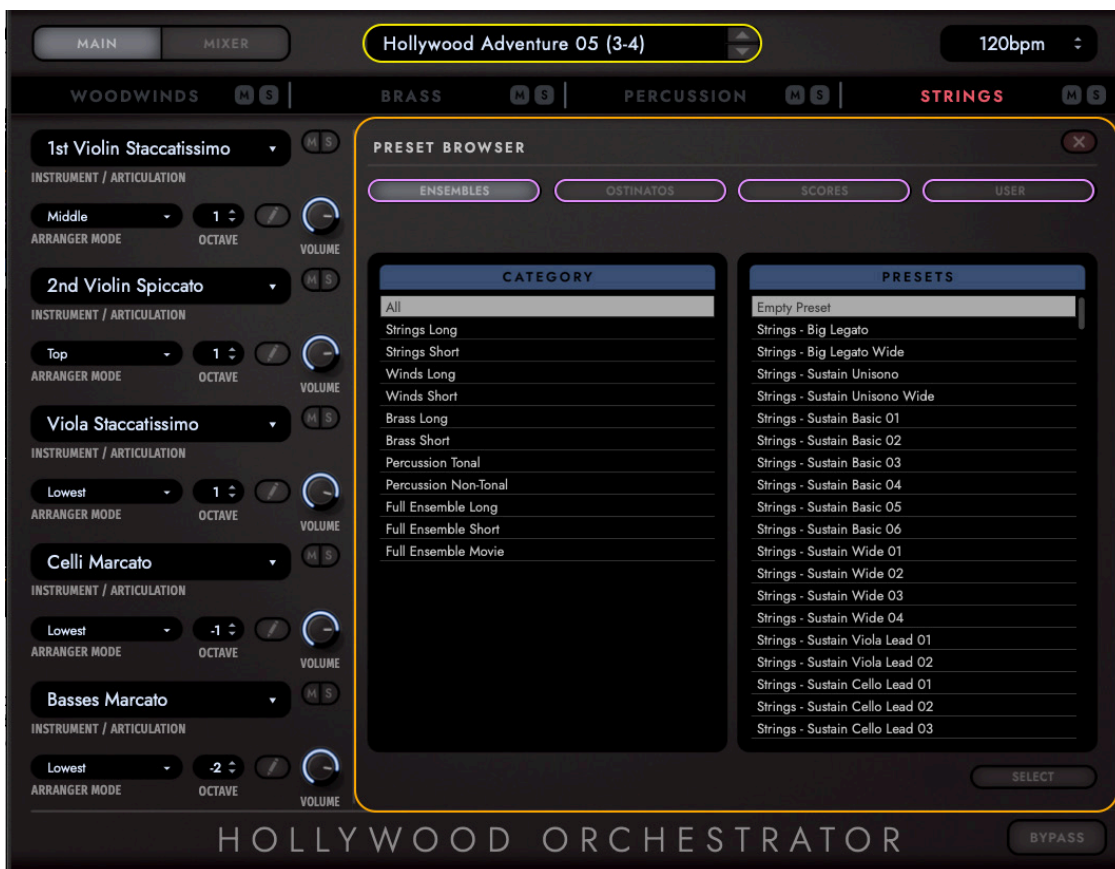 MAIN MIXER Hollywood Adventure 05 (3-4) 120bpm
WOODWINDS M S BRASS M S PERCUSSION M S STRINGS M S
1st Violin Staccatissimo M S
INSTRUMENT / ARTICULATION
Middle 1
ARRANGER MODE OCTAVE VOLUME
2nd Violin Spiccato M S
INSTRUMENT / ARTICULATION
Top 1
ARRANGER MODE OCTAVE VOLUME
Viola Staccatissimo M S
INSTRUMENT / ARTICULATION
Lowest 1
ARRANGER MODE OCTAVE VOLUME
Celli Marcato M S
INSTRUMENT / ARTICULATION
Lowest -1
ARRANGER MODE OCTAVE VOLUME
Basses Marcato M S
INSTRUMENT / ARTICULATION
Lowest -2
ARRANGER MODE OCTAVE VOLUME
PRESET BROWSER
ENSEMBLES OSTINATOS SCORES USER
CATEGORY
All
Strings Long
Strings Short
Winds Long
Winds Short
Brass Long
Brass Short
Percussion Tonal
Percussion Non-Tonal
Full Ensemble Long
Full Ensemble Short
Full Ensemble Movie
PRESETS
Empty Preset
Strings - Big Legato
Strings - Big Legato Wide
Strings - Sustain Unisono
Strings - Sustain Unisono Wide
Strings - Sustain Basic 01
Strings - Sustain Basic 02
Strings - Sustain Basic 03
Strings - Sustain Basic 04
Strings - Sustain Basic 05
Strings - Sustain Basic 06
Strings - Sustain Wide 01
Strings - Sustain Wide 02
Strings - Sustain Wide 03
Strings - Sustain Wide 04
Strings - Sustain Viola Lead 01
Strings - Sustain Viola Lead 02
Strings - Sustain Cello Lead 01
Strings - Sustain Cello Lead 02
Strings - Sustain Cello Lead 03
SELECT
HOLLYWOOD ORCHESTRATOR BYPASS